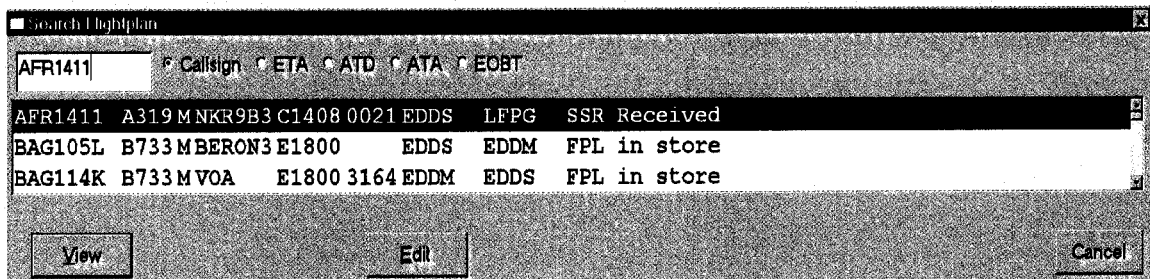 Search Flightplan
AFR1411 Callsign ETA ATD ATA EOBT
AFR1411 A319 M NKR9B3 C1408 0021 EDDS LFPG SSR Received
BAG105L B733 M BERON3 E1800 EDDS EDDM FPL in store
BAG114K B733 M VOA E1800 3164 EDDM EDDS FPL in store
View Edit Cancel